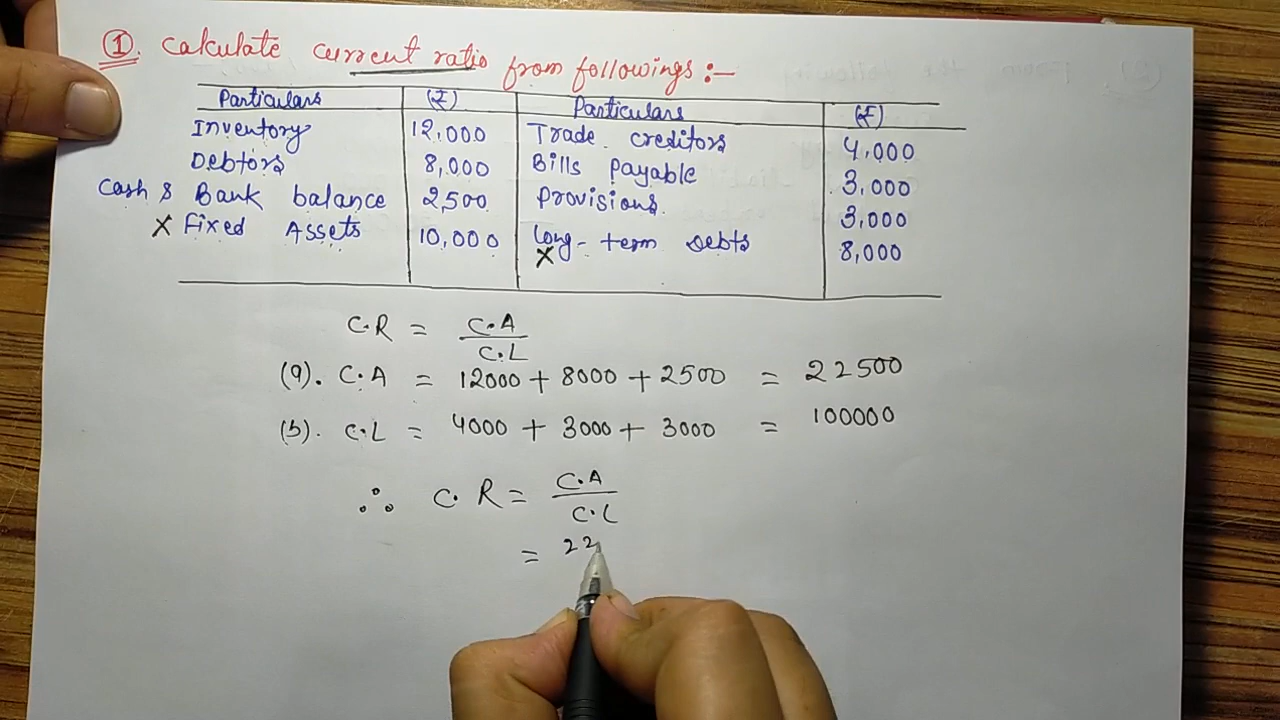 ①. Calculate current ratio from followings :-
Particulars (₹) Particulars (₹)
Inventory 12,000 Trade creditors 4,000
Debtors 8,000 Bills Payable 3,000
Cash & Bank balance 2,500 Provisions. 3,000
x Fixed Assets 10,000 x Long-term Debts 8,000
C.R = C.A / C.L
(a). C.A = 12000 + 8000 + 2500 = 22500
(b). C.L = 4000 + 3000 + 3000 = 100000
∴ C.R = C.A / C.L
= 22